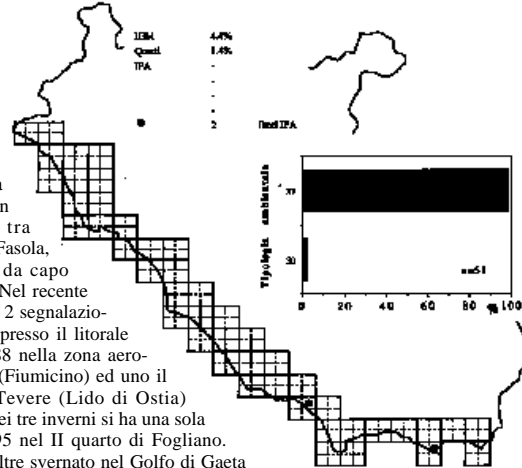 IGM 4.4%
Quad. 1.4%
IPA -
-
-
-
● 2 Ind/IPA
Tipologia ambientale
30
n=51
0 20 40 60 80 100
%
a
n
tra
Fasola,
da capo
Nel recente
2 segnalazio-
presso il litorale
88 nella zona aero-
(Fiumicino) ed uno il
Tevere (Lido di Ostia)
ei tre inverni si ha una sola
95 nel II quarto di Fogliano.
ltre svernato nel Golfo di Gaeta